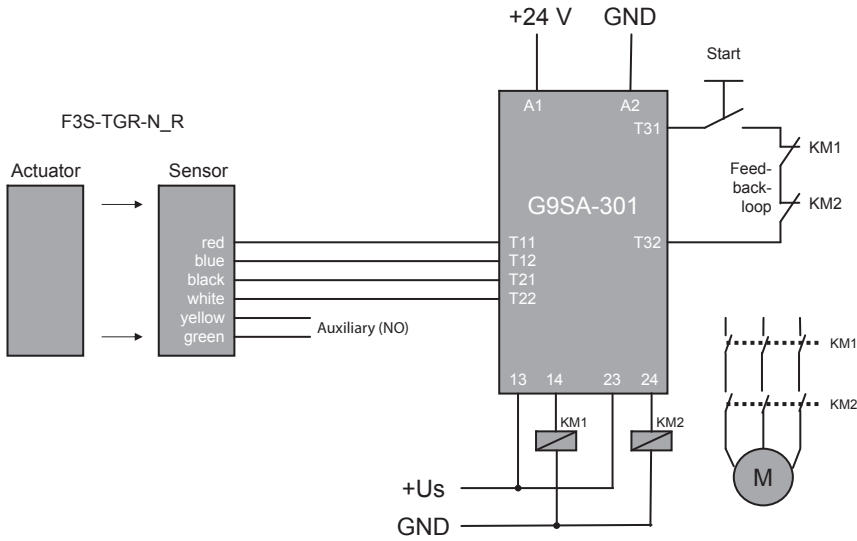 +24 V GND
Start
A1 A2
T31
F3S-TGR-N_R
KM1
Actuator Sensor
Feed-
back-
loop
KM2
G9SA-301
red T11 T32
blue T12
black T21
white T22
yellow
Auxiliary (NO)
green
KM1
13 14 23 24
KM2
KM1 KM2
M
+Us
GND